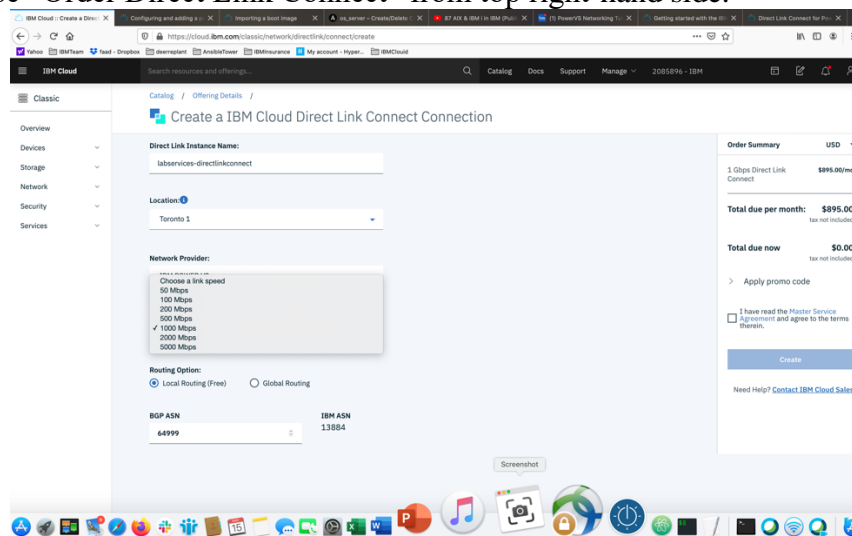 "Order Direct Link Connect" from top right-hand side.
IBM Cloud :: Create a Direct
Configuring and adding a p
Importing a boot image
os_server – Create/Delete
87 AIX & IBM i in IBM (Public
(1) PowerVS Networking Tu
Getting started with the IBM
Direct Link Connect for Pow
https://cloud.ibm.com/classic/network/directlink/connect/create
Yahoo
IBMTeam
fead - Dropbox
deerreplant
AnsibleTower
IBMInsurance
My account - Hyper...
IBMClouid
IBM Cloud
Search resources and offerings...
Catalog
Docs
Support
Manage
2085896 - IBM
Classic
Overview
Devices
Storage
Network
Security
Services
Catalog / Offering Details /
Create a IBM Cloud Direct Link Connect Connection
Direct Link Instance Name:
labservices-directlinkconnect
Location:
Toronto 1
Network Provider:
Choose a link speed
50 Mbps
100 Mbps
200 Mbps
500 Mbps
✓ 1000 Mbps
2000 Mbps
5000 Mbps
Routing Option:
Local Routing (Free)
Global Routing
BGP ASN
64999
IBM ASN
13884
Order Summary
USD
1 Gbps Direct Link
Connect
$895.00/mo
Total due per month:
$895.00
tax not included
Total due now
$0.00
tax not included
Apply promo code
I have read the Master Service
Agreement and agree to the terms
therein.
Create
Need Help? Contact IBM Cloud Sales
Screenshot
15